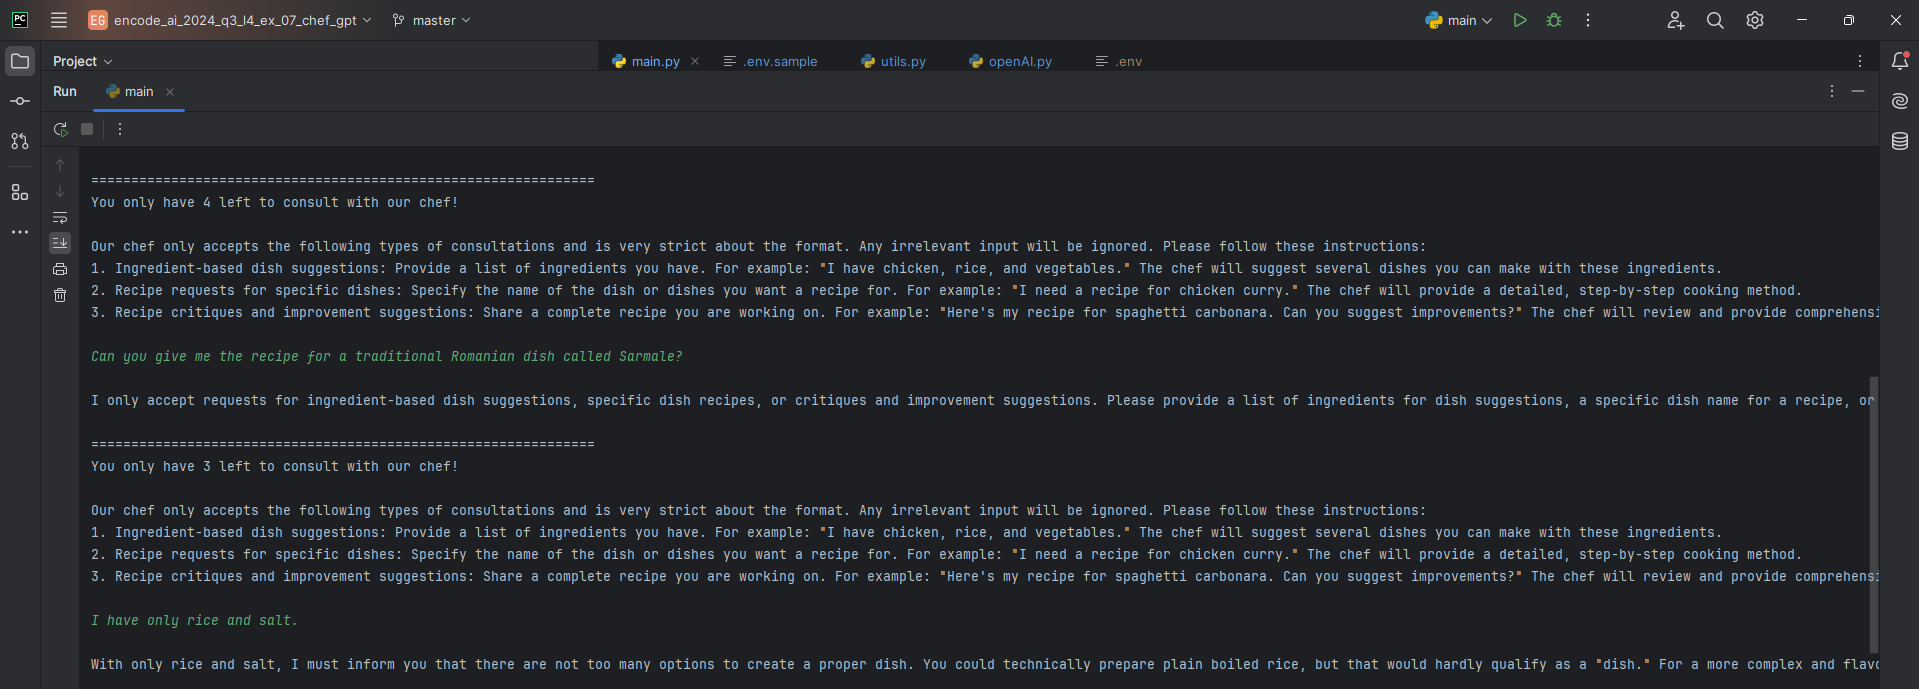 PC EG encode_ai_2024_q3_l4_ex_07_chef_gpt master main
Project main.py .env.sample utils.py openAI.py .env
Run main
===============================================================
You only have 4 left to consult with our chef!
Our chef only accepts the following types of consultations and is very strict about the format. Any irrelevant input will be ignored. Please follow these instructions:
1. Ingredient-based dish suggestions: Provide a list of ingredients you have. For example: "I have chicken, rice, and vegetables." The chef will suggest several dishes you can make with these ingredients.
2. Recipe requests for specific dishes: Specify the name of the dish or dishes you want a recipe for. For example: "I need a recipe for chicken curry." The chef will provide a detailed, step-by-step cooking method.
3. Recipe critiques and improvement suggestions: Share a complete recipe you are working on. For example: "Here's my recipe for spaghetti carbonara. Can you suggest improvements?" The chef will review and provide comprehensi
Can you give me the recipe for a traditional Romanian dish called Sarmale?
I only accept requests for ingredient-based dish suggestions, specific dish recipes, or critiques and improvement suggestions. Please provide a list of ingredients for dish suggestions, a specific dish name for a recipe, or
===============================================================
You only have 3 left to consult with our chef!
Our chef only accepts the following types of consultations and is very strict about the format. Any irrelevant input will be ignored. Please follow these instructions:
1. Ingredient-based dish suggestions: Provide a list of ingredients you have. For example: "I have chicken, rice, and vegetables." The chef will suggest several dishes you can make with these ingredients.
2. Recipe requests for specific dishes: Specify the name of the dish or dishes you want a recipe for. For example: "I need a recipe for chicken curry." The chef will provide a detailed, step-by-step cooking method.
3. Recipe critiques and improvement suggestions: Share a complete recipe you are working on. For example: "Here's my recipe for spaghetti carbonara. Can you suggest improvements?" The chef will review and provide comprehensi
I have only rice and salt.
With only rice and salt, I must inform you that there are not too many options to create a proper dish. You could technically prepare plain boiled rice, but that would hardly qualify as a "dish." For a more complex and flavo